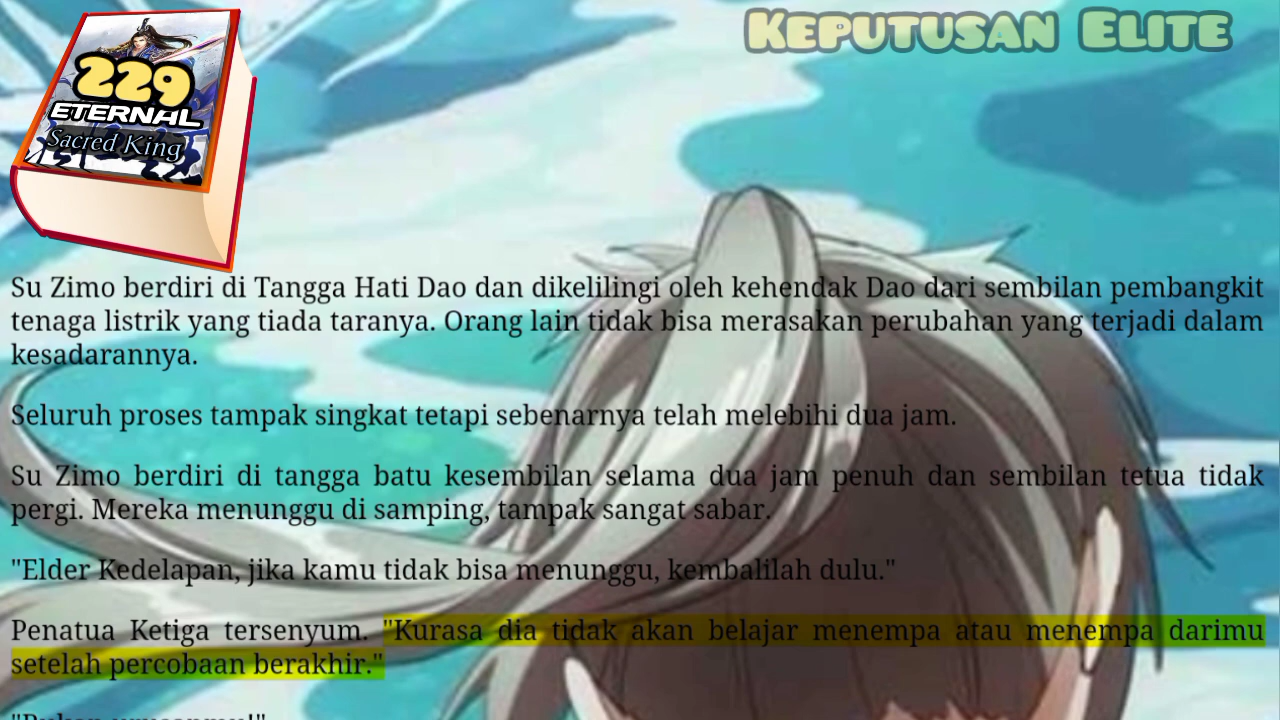 Keputusan Elite
229
ETERNAL
Sacred King
Su Zimo berdiri di Tangga Hati Dao dan dikelilingi oleh kehendak Dao dari sembilan pembangkit
tenaga listrik yang tiada taranya. Orang lain tidak bisa merasakan perubahan yang terjadi dalam
kesadarannya.
Seluruh proses tampak singkat tetapi sebenarnya telah melebihi dua jam.
Su Zimo berdiri di tangga batu kesembilan selama dua jam penuh dan sembilan tetua tidak
pergi. Mereka menunggu di samping, tampak sangat sabar.
"Elder Kedelapan, jika kamu tidak bisa menunggu, kembalilah dulu."
Penatua Ketiga tersenyum. "Kurasa dia tidak akan belajar menempa atau menempa darimu
setelah percobaan berakhir."